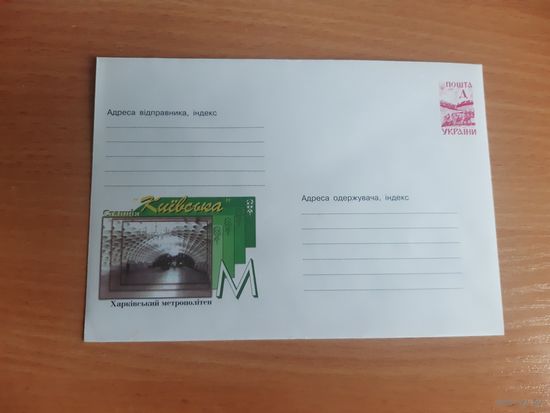 ПОШТА
А
УКРАЇНИ
Адреса відправника, індекс
Адреса одержувача, індекс
Станція
"Київська"
М
Харківський метрополітен